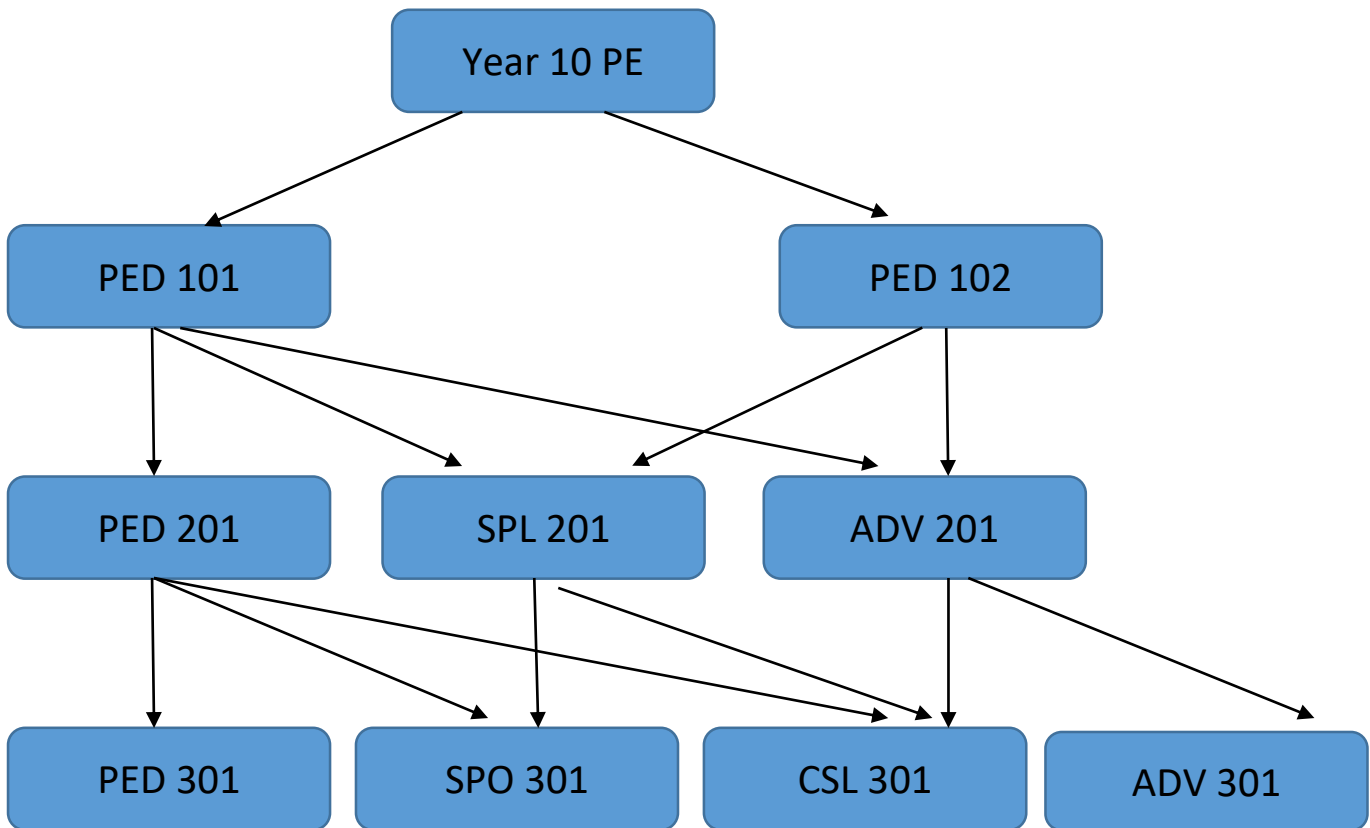 Year 10 PE
PED 101
PED 102
PED 201
SPL 201
ADV 201
PED 301
SPO 301
CSL 301
ADV 301